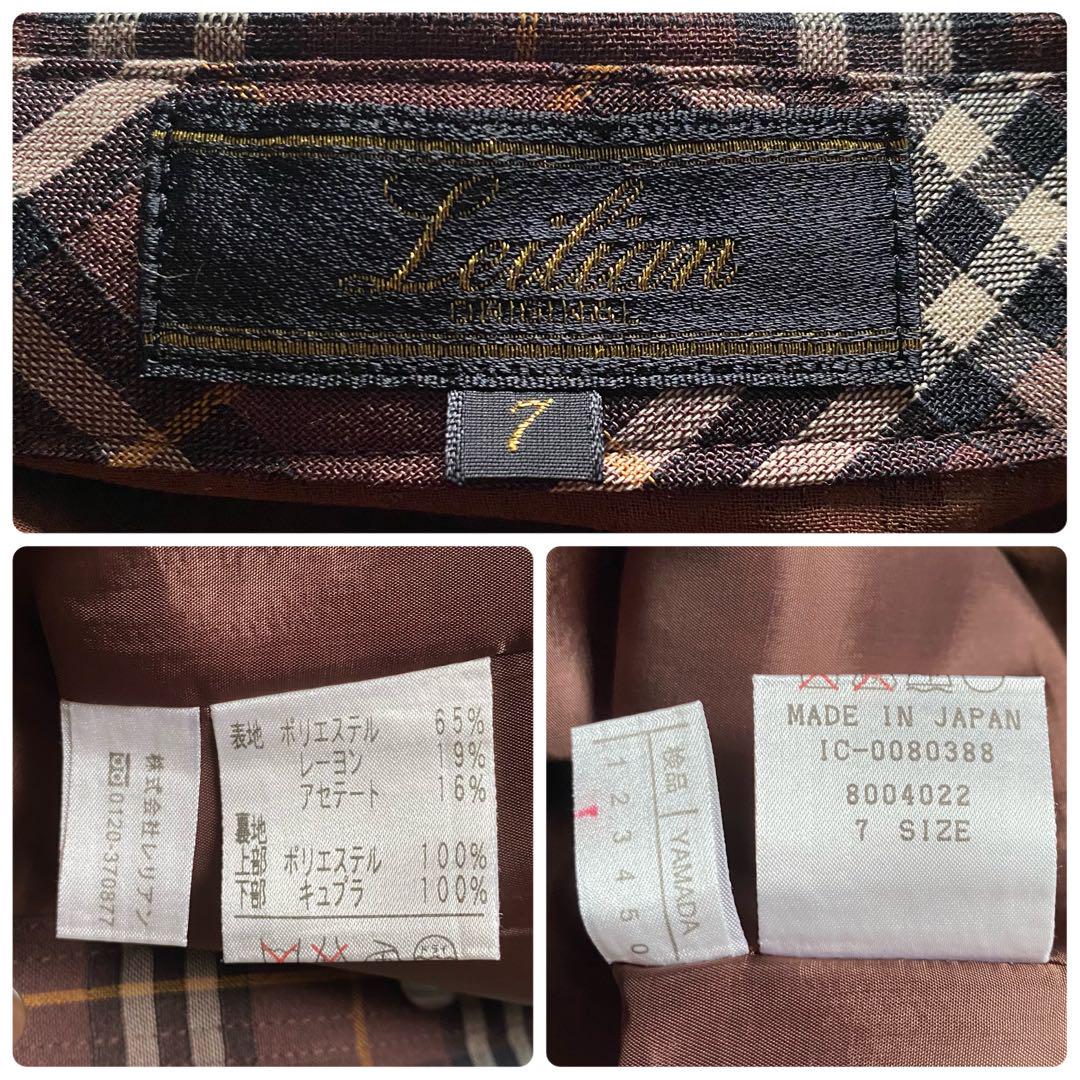 Leilian
7
表地 ポリエステル 65%
レーヨン 19%
アセテート 16%
裏地
上部 ポリエステル 100%
下部 キュプラ 100%
ドライ
株式会社レリアン
0120-370877
検品 YAMADA
1 2 3 4 5 0
MADE IN JAPAN
IC-0080388
8004022
7 SIZE